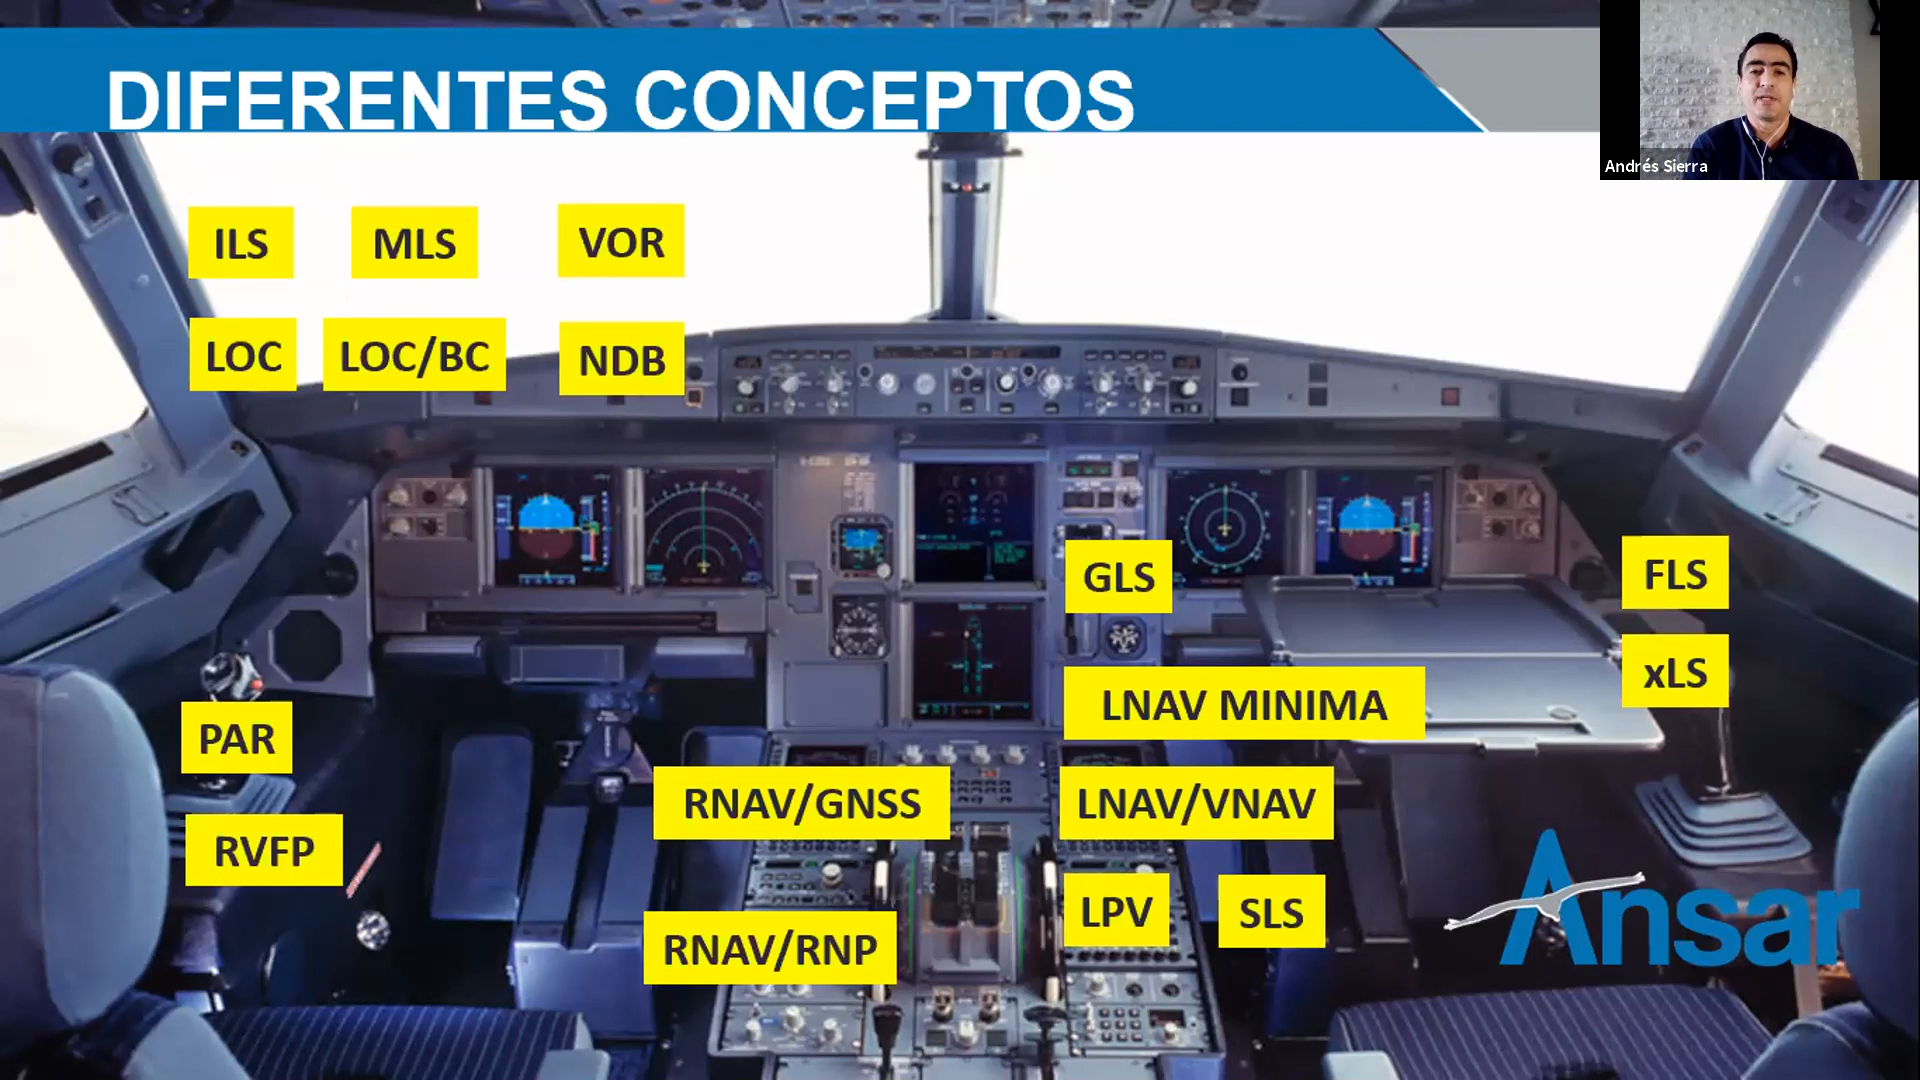 DIFERENTES CONCEPTOS
Andrés Sierra
ILS
MLS
VOR
LOC
LOC/BC
NDB
GLS
FLS
LNAV MINIMA
xLS
PAR
RNAV/GNSS
LNAV/VNAV
RVFP
LPV
SLS
RNAV/RNP
Ansar